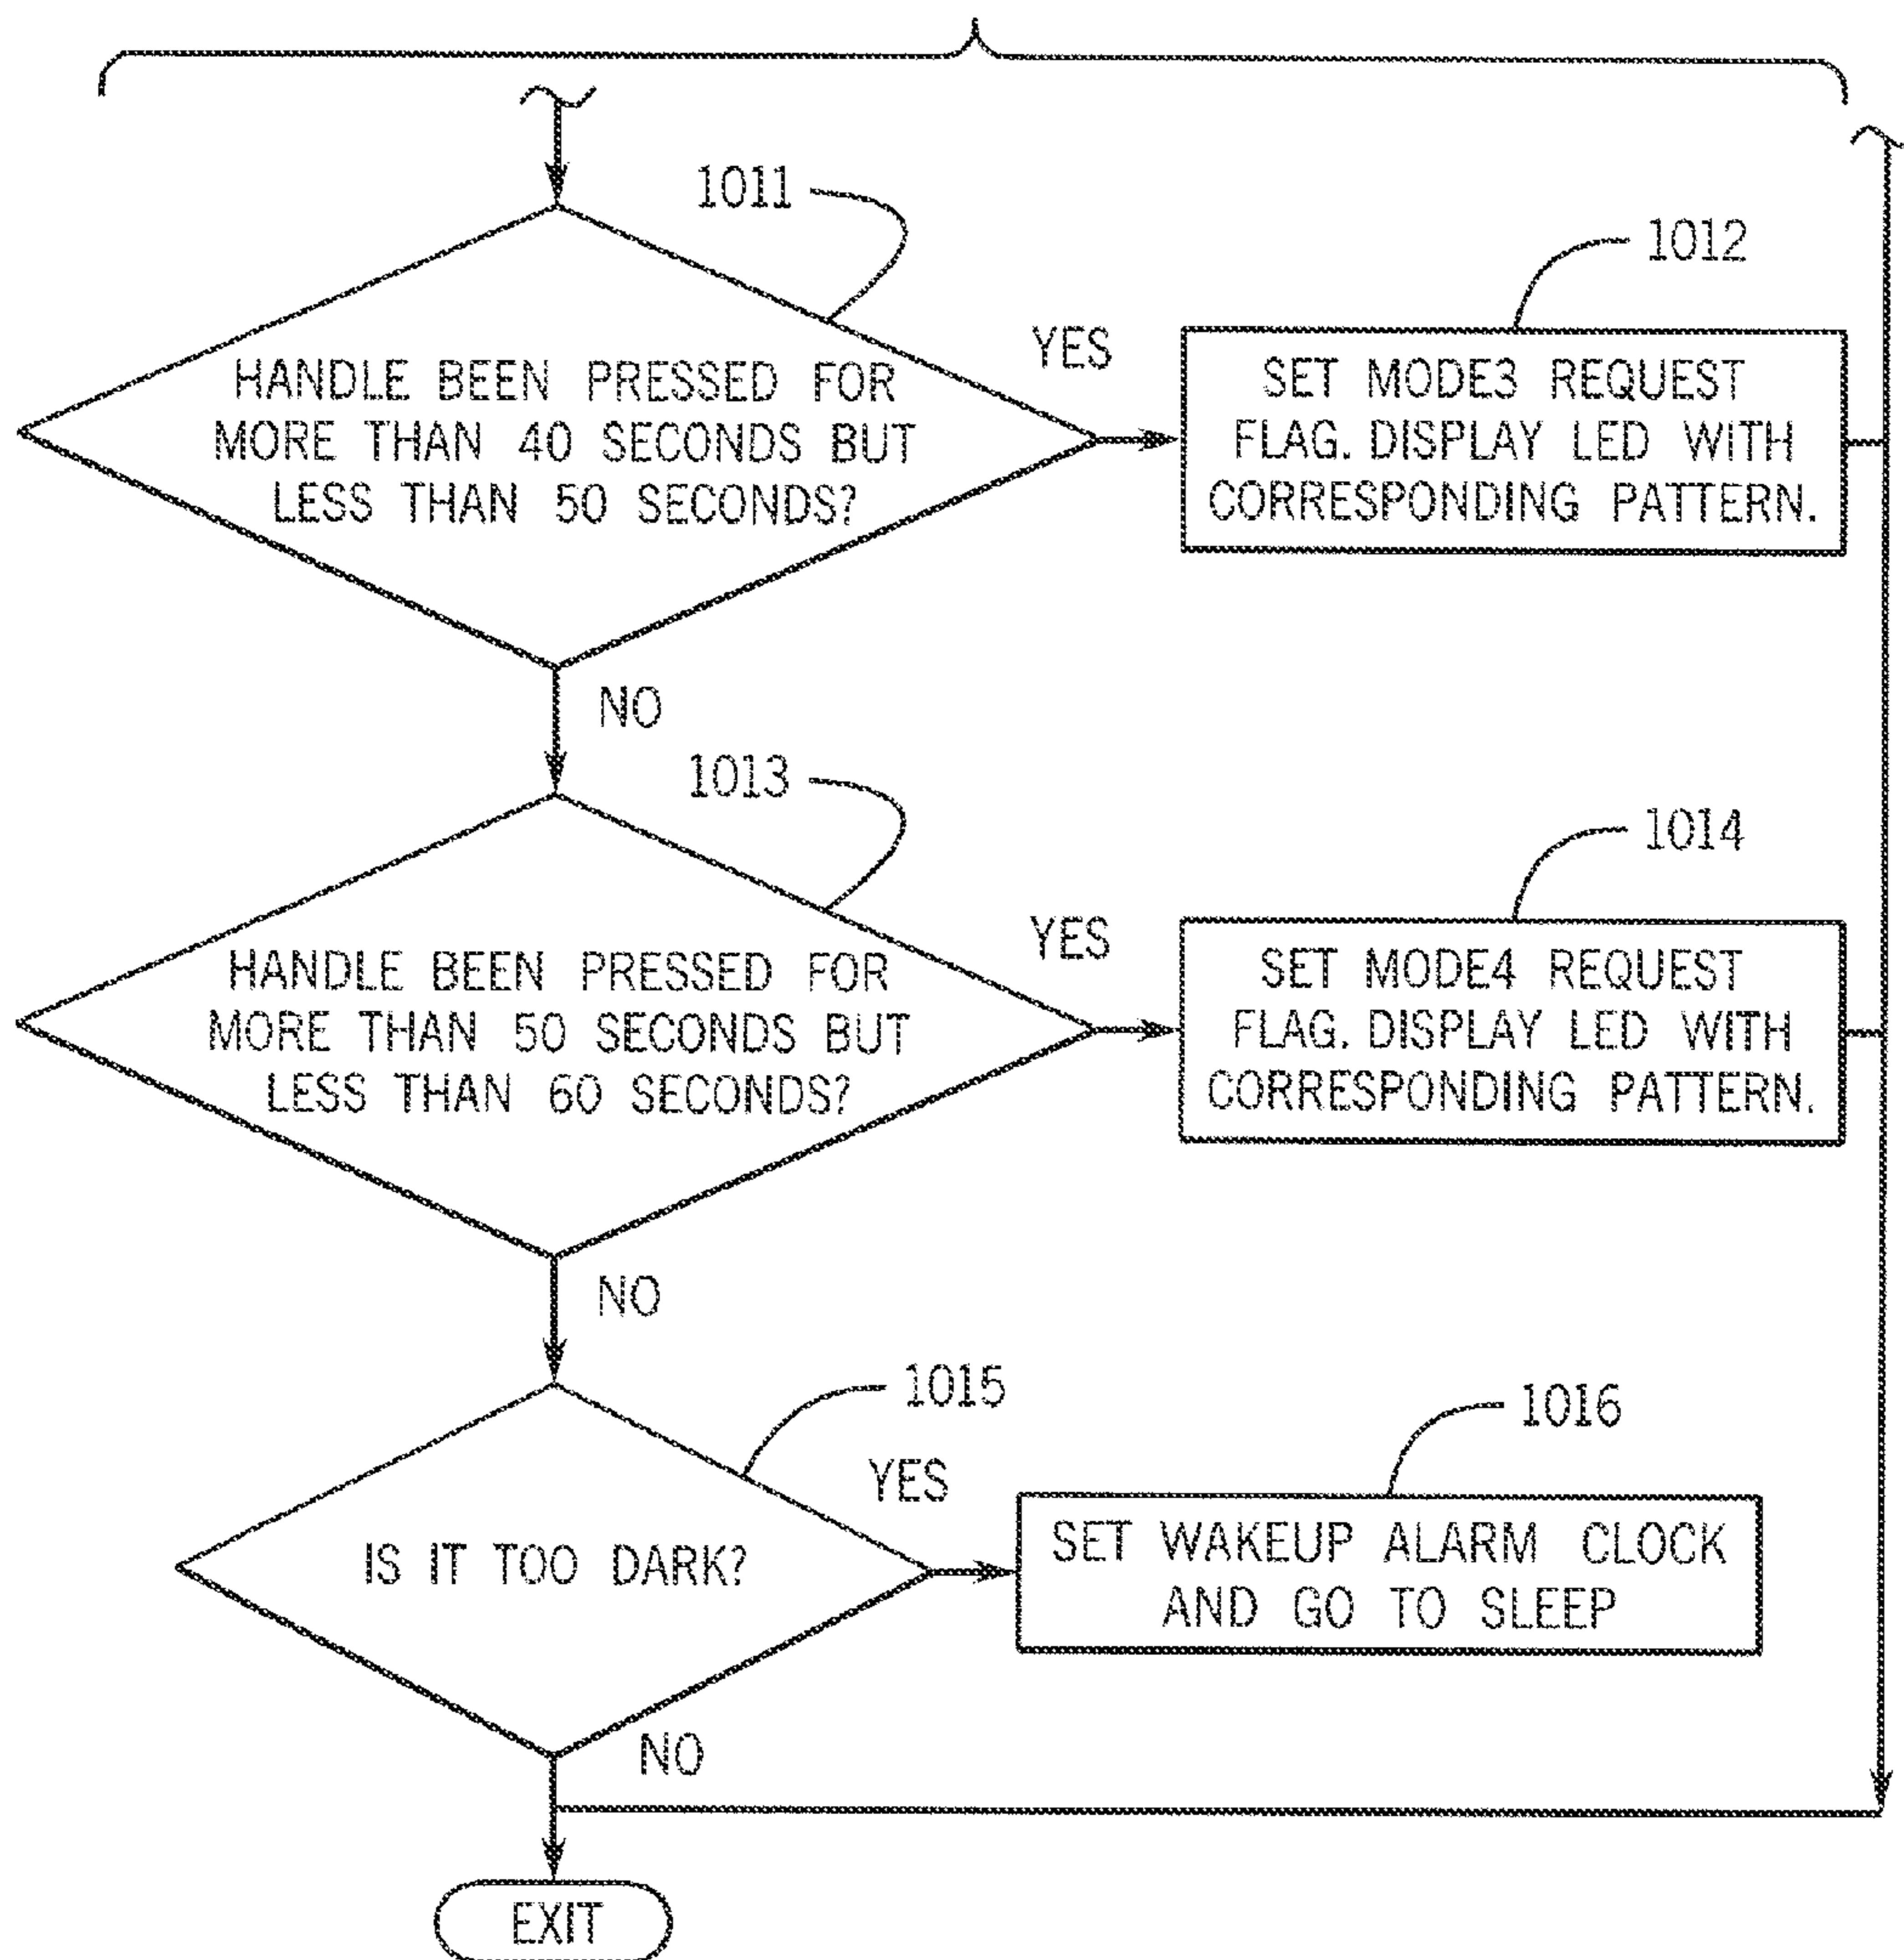 1011
1012
HANDLE BEEN PRESSED FOR
MORE THAN 40 SECONDS BUT
LESS THAN 50 SECONDS?
YES
SET MODE3 REQUEST
FLAG. DISPLAY LED WITH
CORRESPONDING PATTERN.
NO
1013
1014
HANDLE BEEN PRESSED FOR
MORE THAN 50 SECONDS BUT
LESS THAN 60 SECONDS?
YES
SET MODE4 REQUEST
FLAG. DISPLAY LED WITH
CORRESPONDING PATTERN.
NO
1015
1016
IS IT TOO DARK?
YES
SET WAKEUP ALARM CLOCK
AND GO TO SLEEP
NO
EXIT